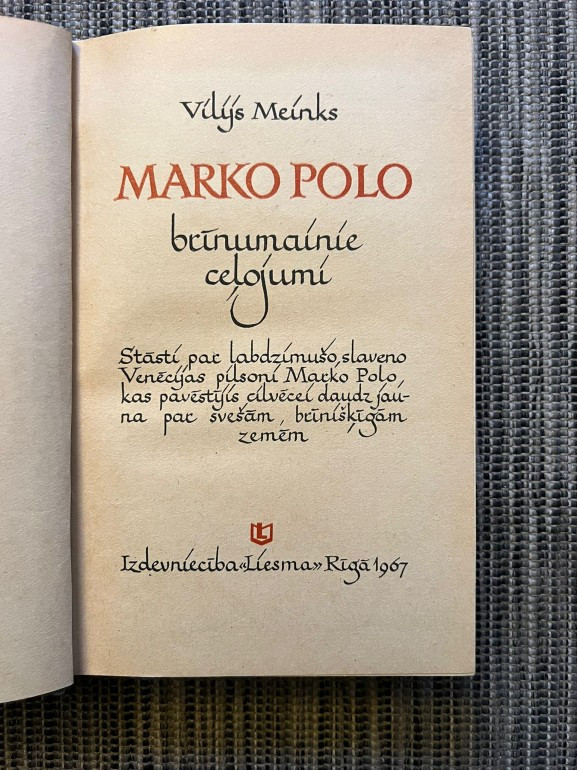 Vilijs Meinks
MARKO POLO
brīnumainie
ceļojumi
Stāsti par labdzimušo, slaveno
Venēcijas pilsoni Marko Polo,
kas pavēstījis cilvēcei daudz jau-
na par svešām, brīnišķīgām
zemēm
Izdevniecība «Liesma» Rīgā 1967